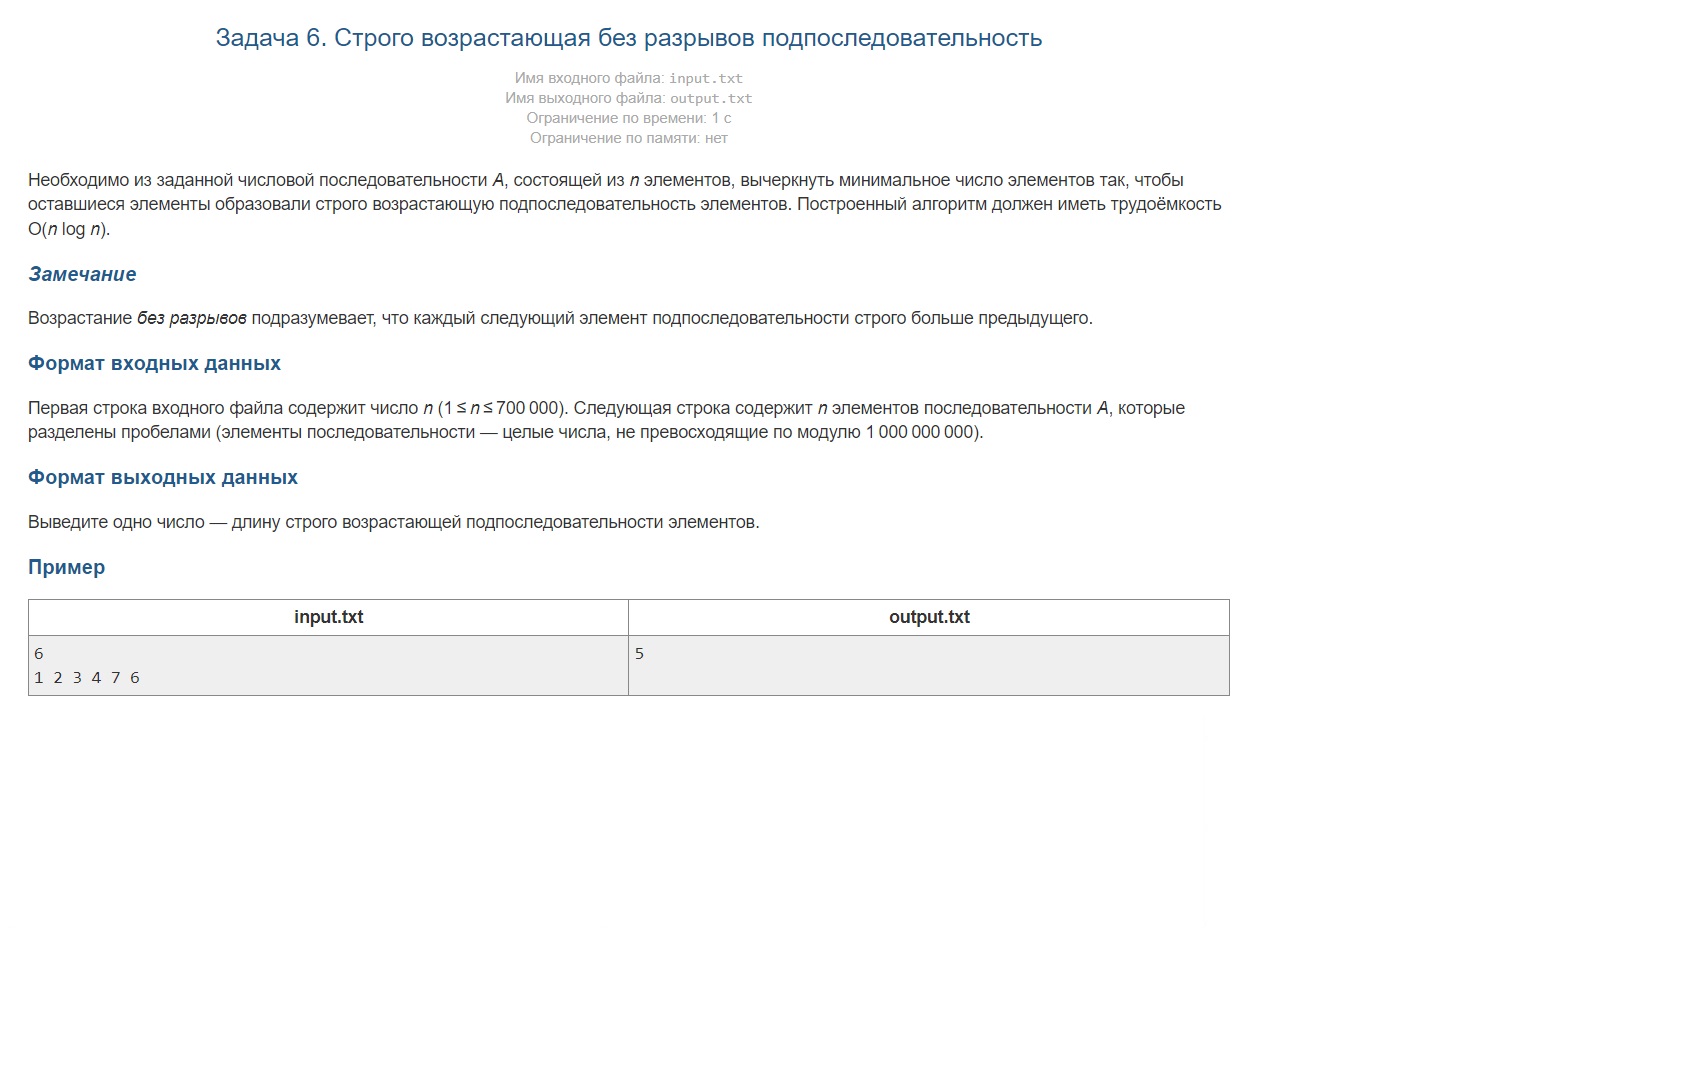 Задача 6. Строго возрастающая без разрывов подпоследовательность
Имя входного файла: input.txt
Имя выходного файла: output.txt
Ограничение по времени: 1 с
Ограничение по памяти: нет
Необходимо из заданной числовой последовательности A, состоящей из n элементов, вычеркнуть минимальное число элементов так, чтобы
оставшиеся элементы образовали строго возрастающую подпоследовательность элементов. Построенный алгоритм должен иметь трудоёмкость
O(n log n).
Замечание
Возрастание без разрывов подразумевает, что каждый следующий элемент подпоследовательности строго больше предыдущего.
Формат входных данных
Первая строка входного файла содержит число n (1 ≤ n ≤ 700 000). Следующая строка содержит n элементов последовательности A, которые
разделены пробелами (элементы последовательности — целые числа, не превосходящие по модулю 1 000 000 000).
Формат выходных данных
Выведите одно число — длину строго возрастающей подпоследовательности элементов.
Пример
input.txt output.txt
6 5
1 2 3 4 7 6